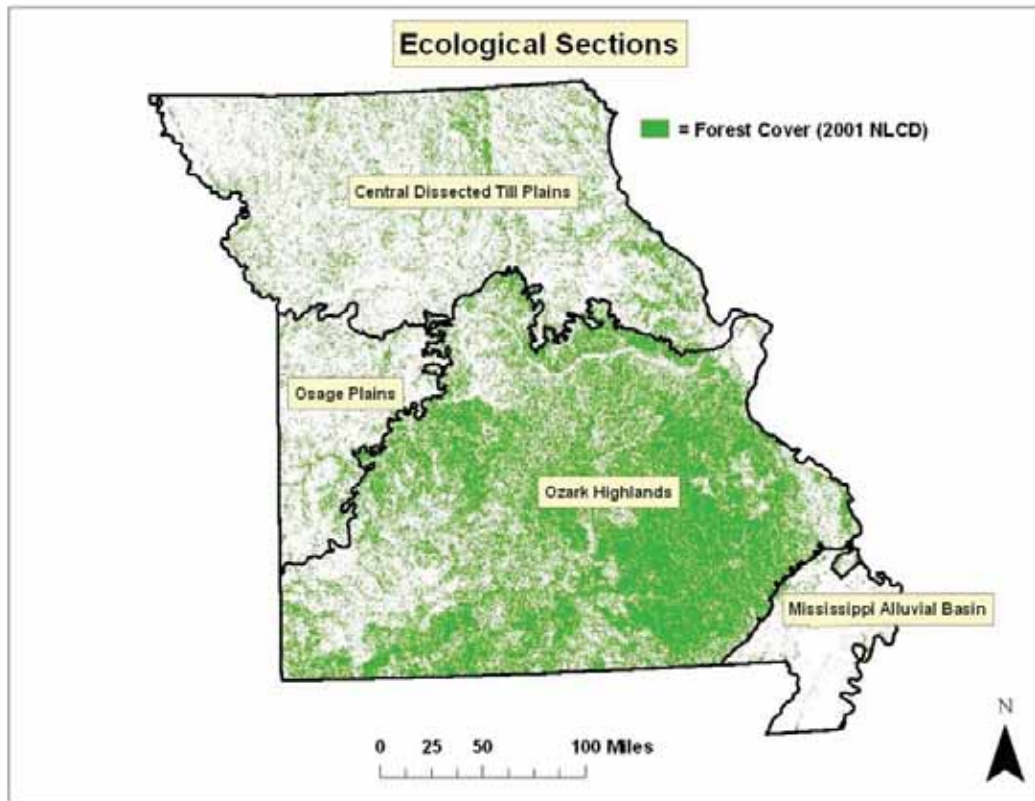 Ecological Sections
= Forest Cover (2001 NLCD)
Central Dissected Till Plains
Osage Plains
Ozark Highlands
Mississippi Alluvial Basin
N
0 25 50 100 Miles